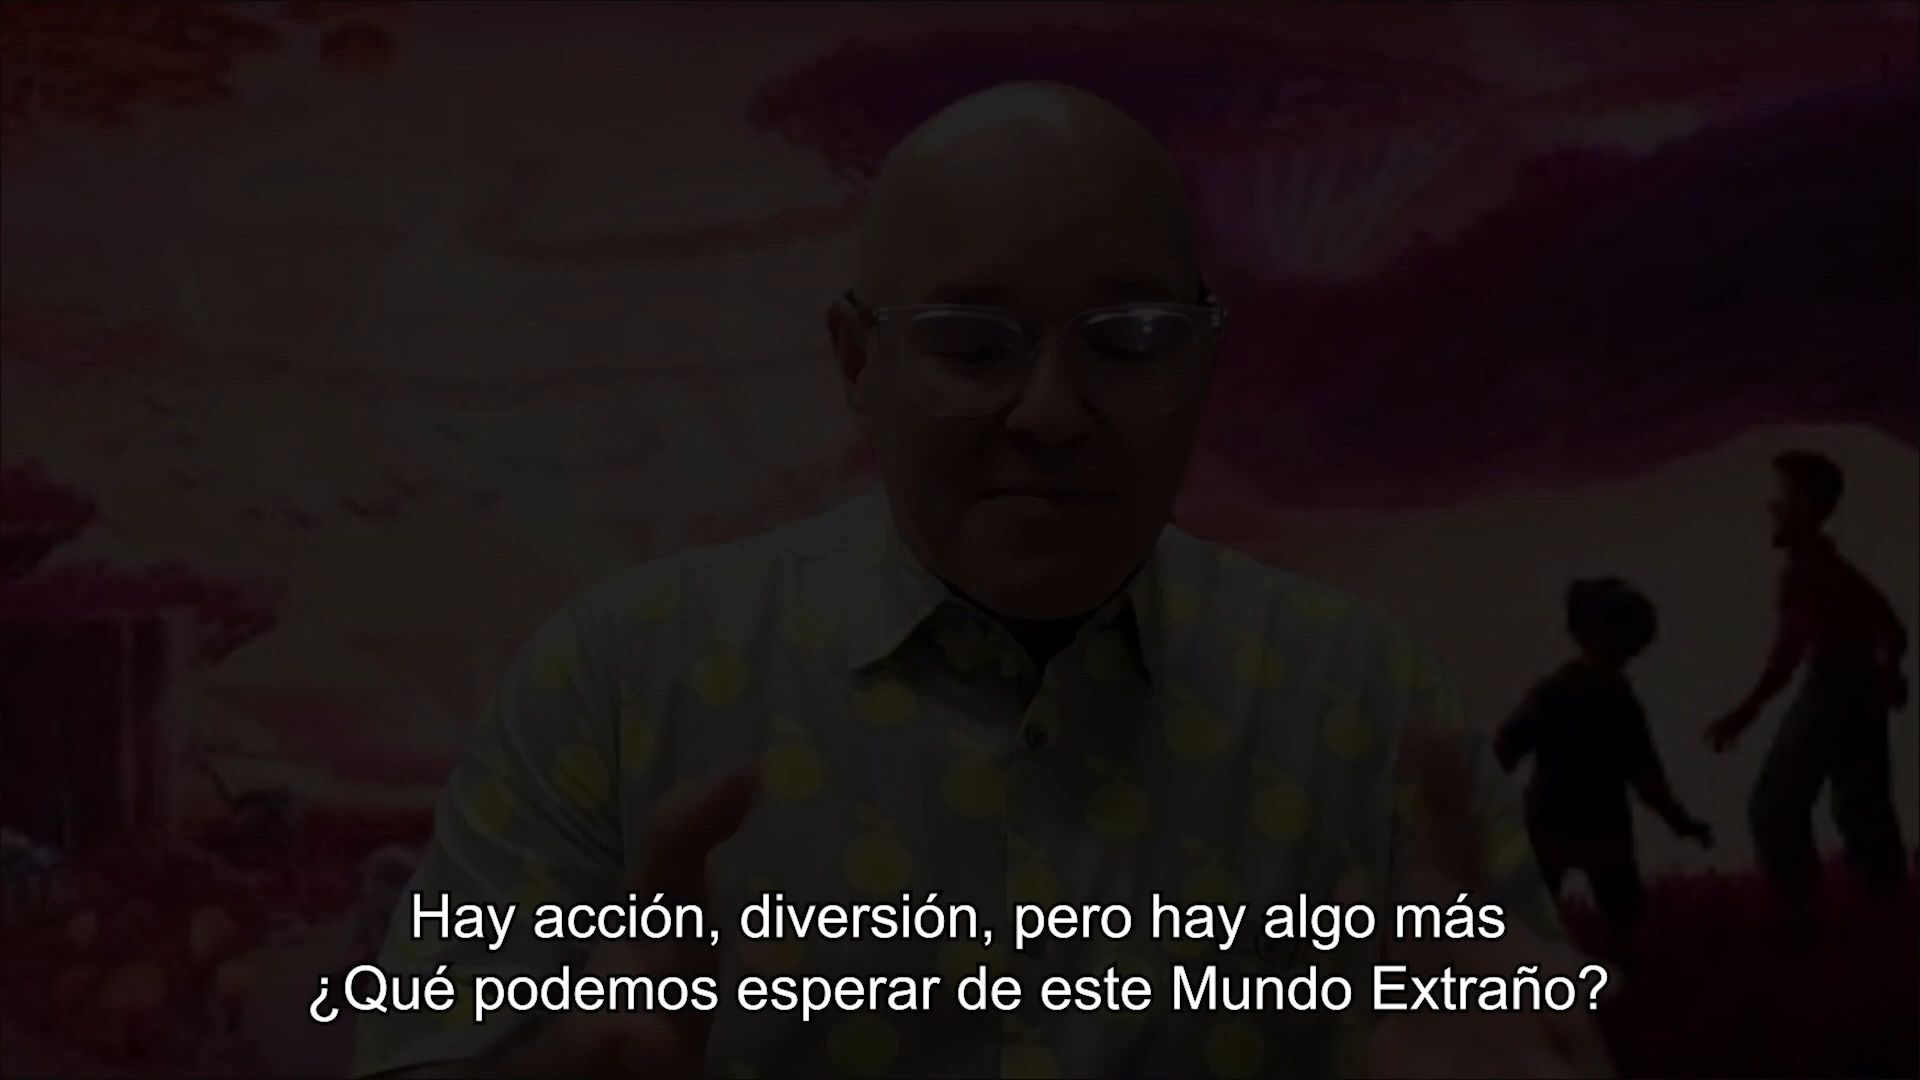 Hay acción, diversión, pero hay algo más
¿Qué podemos esperar de este Mundo Extraño?